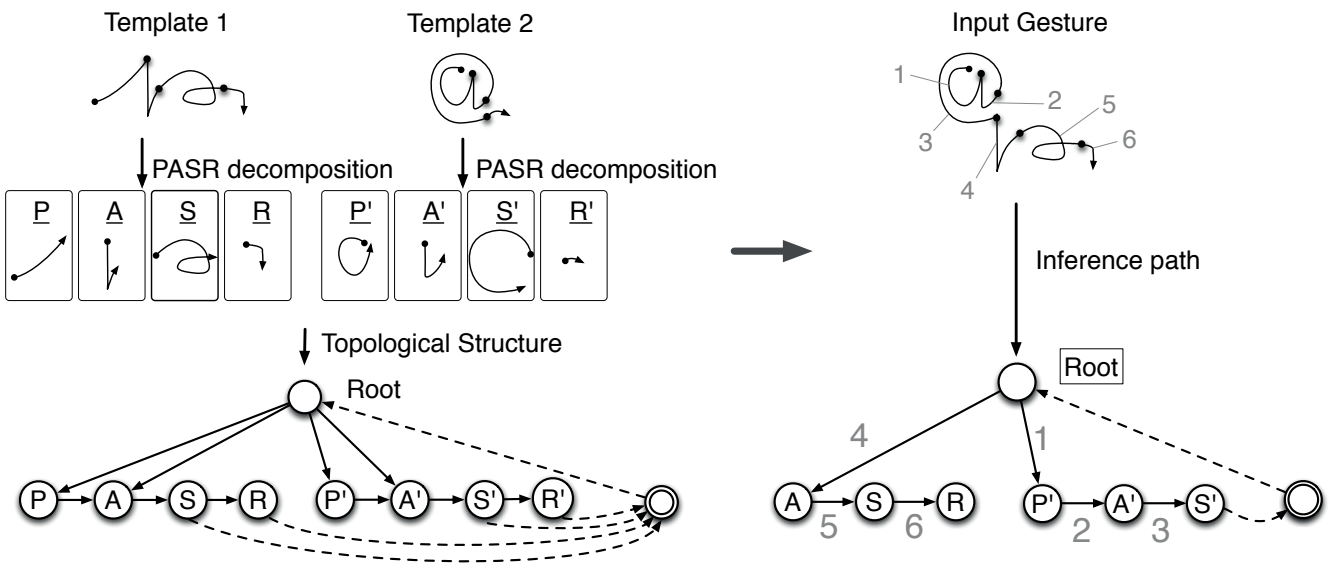 Template 1
Template 2
Input Gesture
1
2
5
3
6
4
PASR decomposition
PASR decomposition
P
A
S
R
P'
A'
S'
R'
Inference path
Topological Structure
Root
Root
4
1
P
A
S
R
P'
A'
S'
R'
A
S
R
P'
A'
S'
5
6
2
3